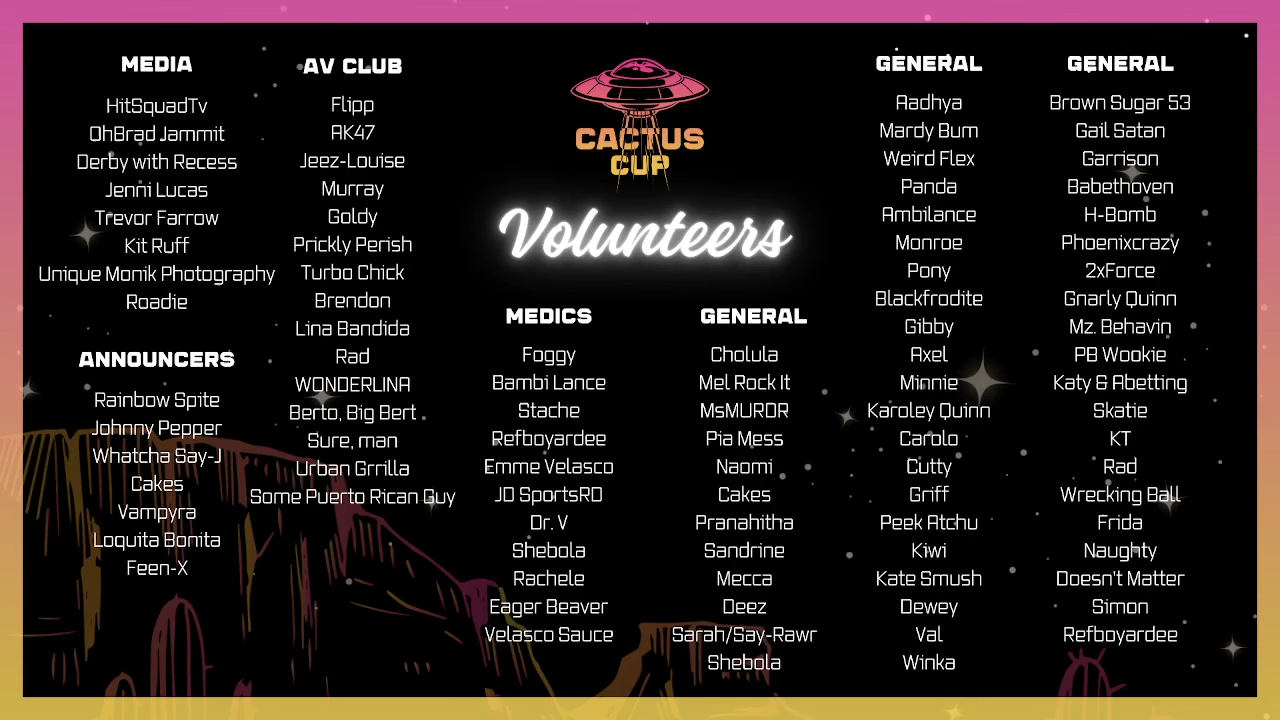 MEDIA
HitSquadTv
OhBrad Jammit
Derby with Recess
Jenni Lucas
Trevor Farrow
Kit Ruff
Unique Monik Photography
Roadie
ANNOUNCERS
Rainbow Spite
Johnny Pepper
Whatcha Say-J
Cakes
Vampyra
Loquita Bonita
Feen-X
AV CLUB
Flipp
AK47
Jeez-Louise
Murray
Goldy
Prickly Perish
Turbo Chick
Brendon
Lina Bandida
Rad
WONDERLINA
Berto, Big Bert
Sure, man
Urban Grrilla
Some Puerto Rican Guy
CACTUS
CUP
Volunteers
MEDICS
Foggy
Bambi Lance
Stache
Refboyardee
Emme Velasco
JD SportsRD
Dr. V
Shebola
Rachele
Eager Beaver
Velasco Sauce
GENERAL
Cholula
Mel Rock It
MsMURDR
Pia Mess
Naomi
Cakes
Pranahitha
Sandrine
Mecca
Deez
Sarah/Say-Rawr
Shebola
GENERAL
Aadhya
Mardy Bum
Weird Flex
Panda
Ambilance
Monroe
Pony
Blackfrodite
Gibby
Axel
Minnie
Karoley Quinn
Carolo
Cutty
Griff
Peek Atchu
Kiwi
Kate Smush
Dewey
Val
Winka
GENERAL
Brown Sugar 53
Gail Satan
Garrison
Babethoven
H-Bomb
Phoenixcrazy
2xForce
Gnarly Quinn
Mz. Behavin
PB Wookie
Katy & Abetting
Skatie
KT
Rad
Wrecking Ball
Frida
Naughty
Doesn't Matter
Simon
Refboyardee